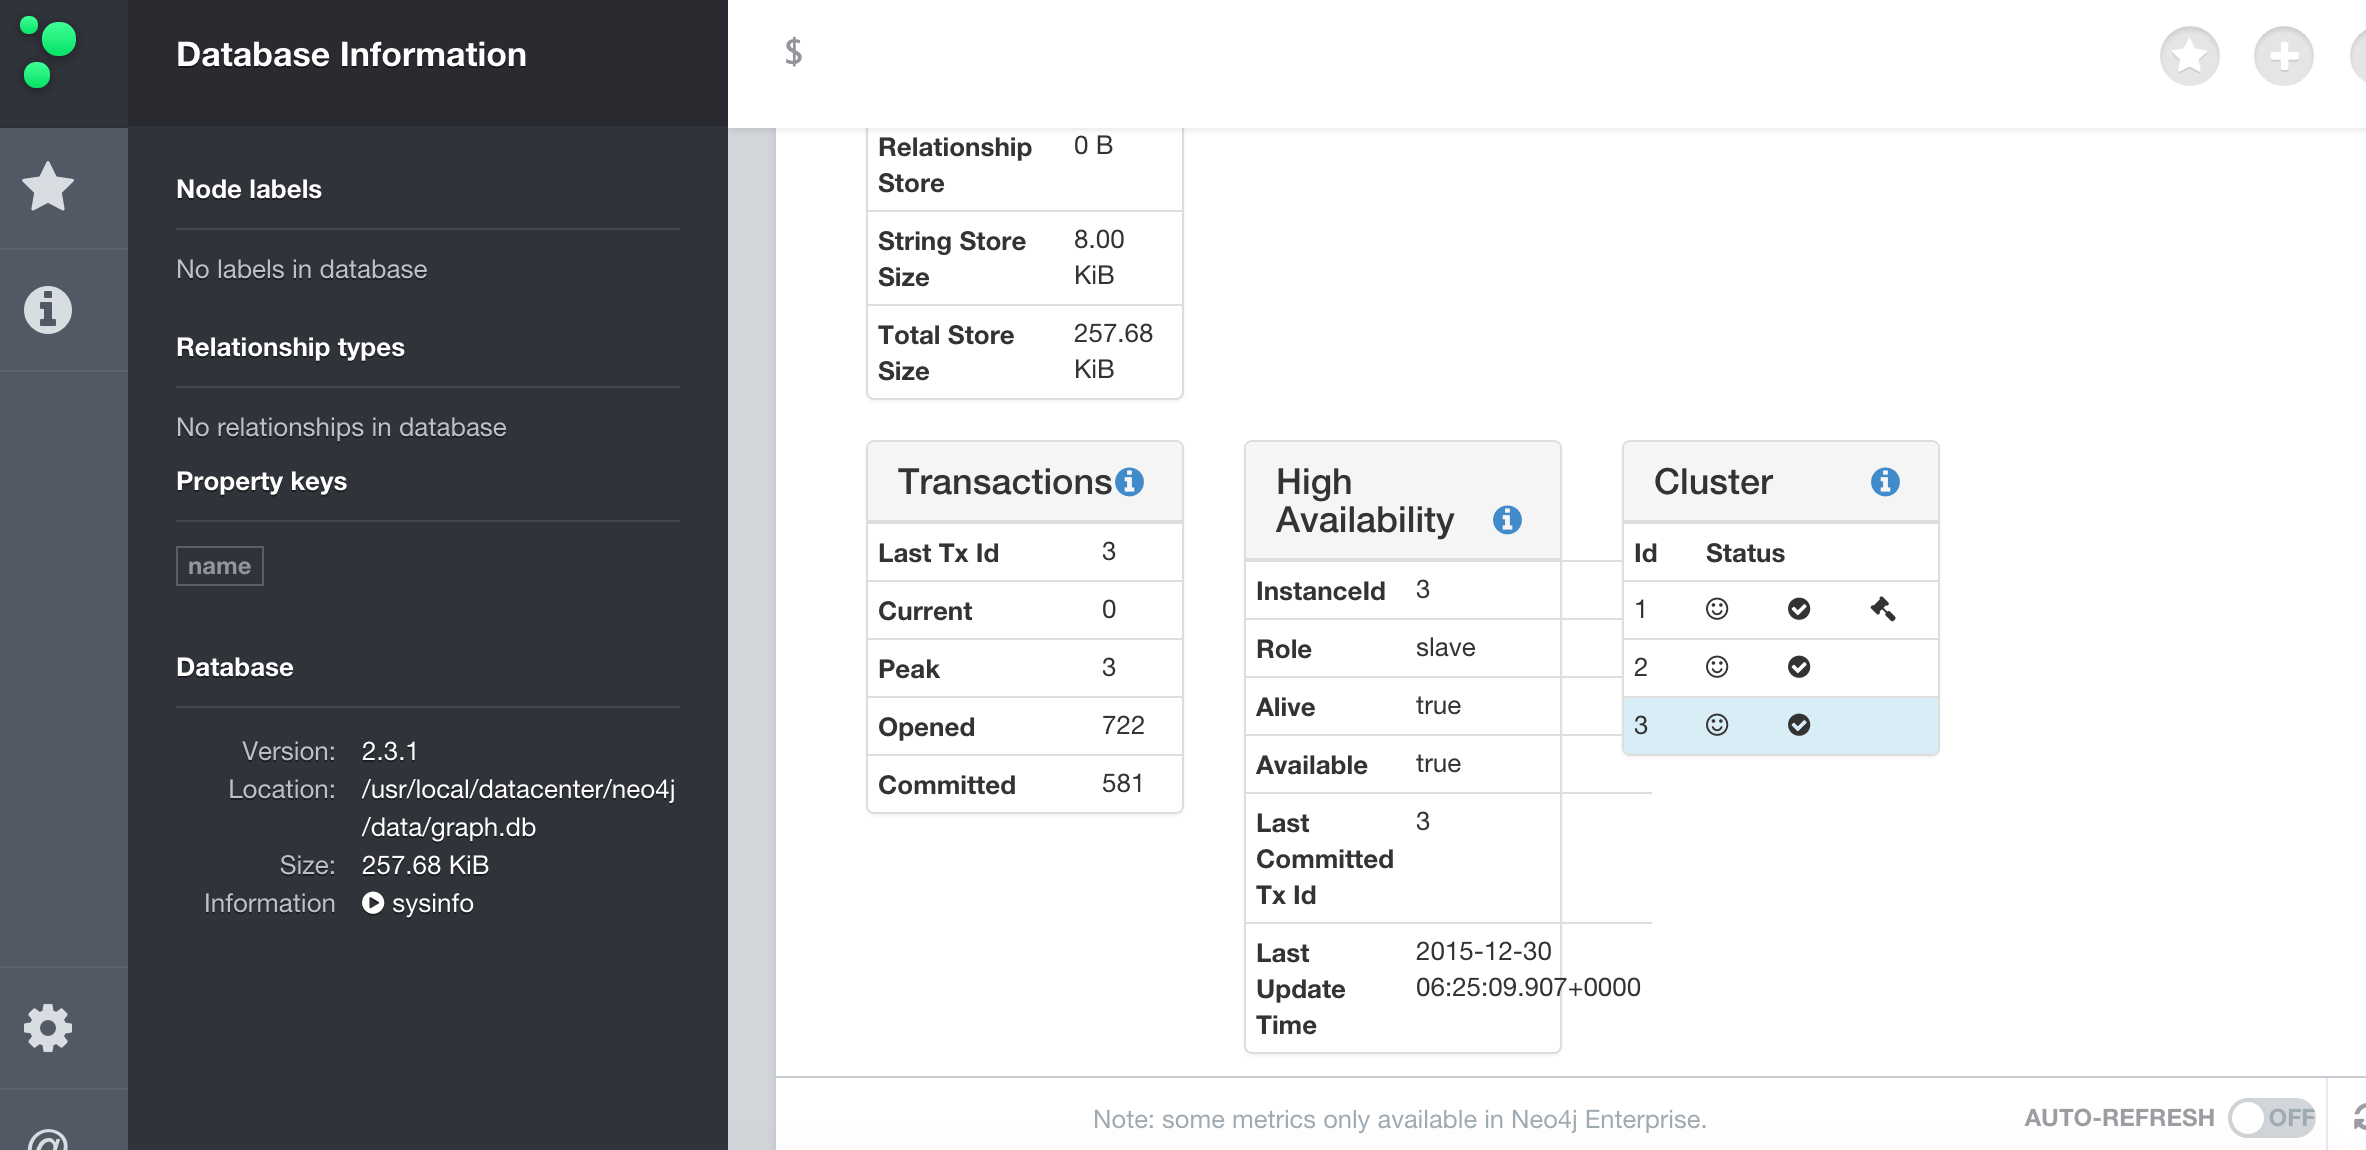 Database Information
Node labels
No labels in database
Relationship types
No relationships in database
Property keys
name
Database
Version: 2.3.1
Location: /usr/local/datacenter/neo4j
/data/graph.db
Size: 257.68 KiB
Information sysinfo
$
Relationship 0 B
Store
String Store 8.00
Size KiB
Total Store 257.68
Size KiB
Transactions
Last Tx Id 3
Current 0
Peak 3
Opened 722
Committed 581
High
Availability
InstanceId 3
Role slave
Alive true
Available true
Last 3
Committed
Tx Id
Last 2015-12-30
Update 06:25:09.907+0000
Time
Cluster
Id Status
1
2
3
Note: some metrics only available in Neo4j Enterprise.
AUTO-REFRESH OFF